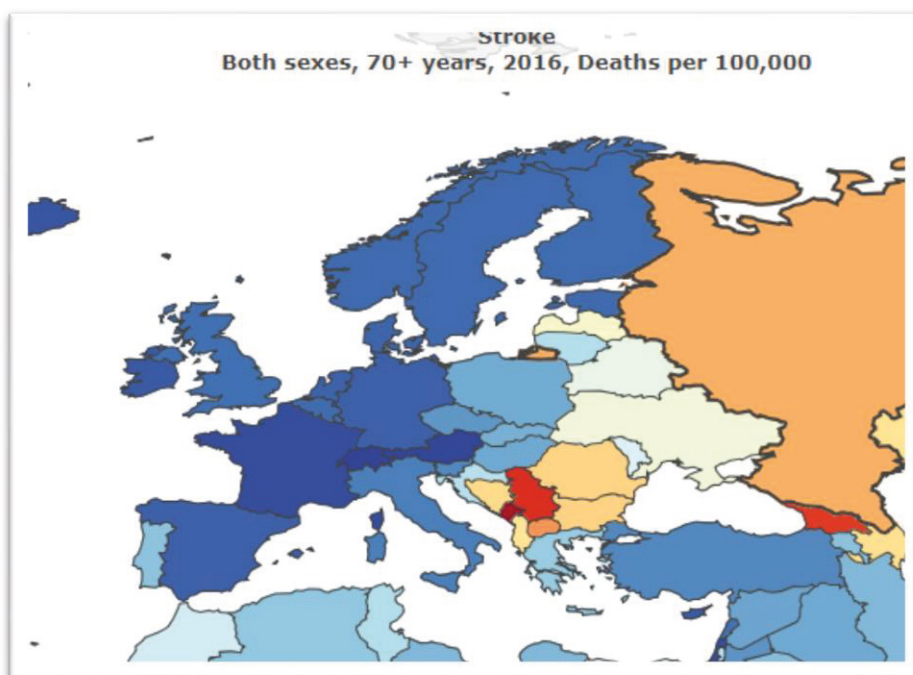 Stroke
Both sexes, 70+ years, 2016, Deaths per 100,000